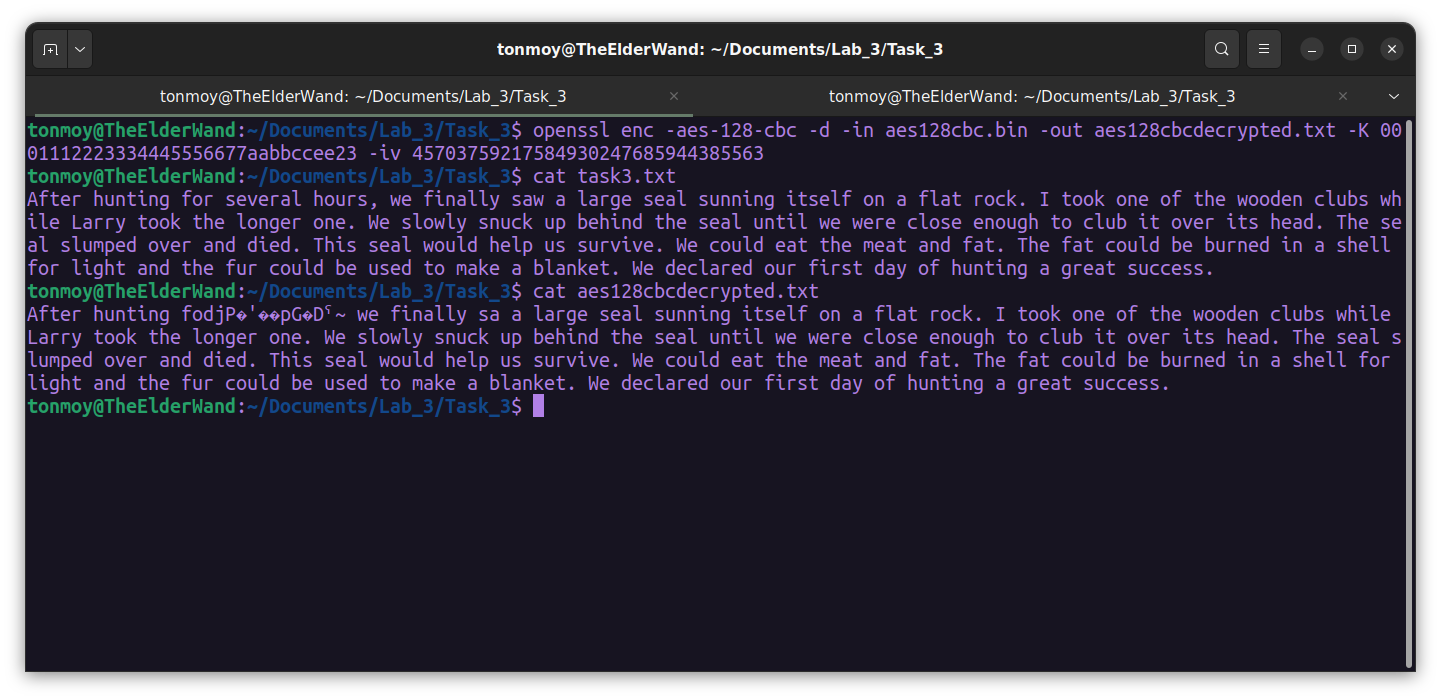 tonmoy@TheElderWand: ~/Documents/Lab_3/Task_3
tonmoy@TheElderWand: ~/Documents/Lab_3/Task_3
tonmoy@TheElderWand: ~/Documents/Lab_3/Task_3
tonmoy@TheElderWand:~/Documents/Lab_3/Task_3$ openssl enc -aes-128-cbc -d -in aes128cbc.bin -out aes128cbcdecrypted.txt -K 00
0111222333444555​6677aabbccee23 -iv 45703759217584930247685944385563
tonmoy@TheElderWand:~/Documents/Lab_3/Task_3$ cat task3.txt
After hunting for several hours, we finally saw a large seal sunning itself on a flat rock. I took one of the wooden clubs wh
ile Larry took the longer one. We slowly snuck up behind the seal until we were close enough to club it over its head. The se
al slumped over and died. This seal would help us survive. We could eat the meat and fat. The fat could be burned in a shell
for light and the fur could be used to make a blanket. We declared our first day of hunting a great success.
tonmoy@TheElderWand:~/Documents/Lab_3/Task_3$ cat aes128cbcdecrypted.txt
After hunting fodjP�'��pG�Dˤ~ we finally sa a large seal sunning itself on a flat rock. I took one of the wooden clubs while
Larry took the longer one. We slowly snuck up behind the seal until we were close enough to club it over its head. The seal s
lumped over and died. This seal would help us survive. We could eat the meat and fat. The fat could be burned in a shell for
light and the fur could be used to make a blanket. We declared our first day of hunting a great success.
tonmoy@TheElderWand:~/Documents/Lab_3/Task_3$